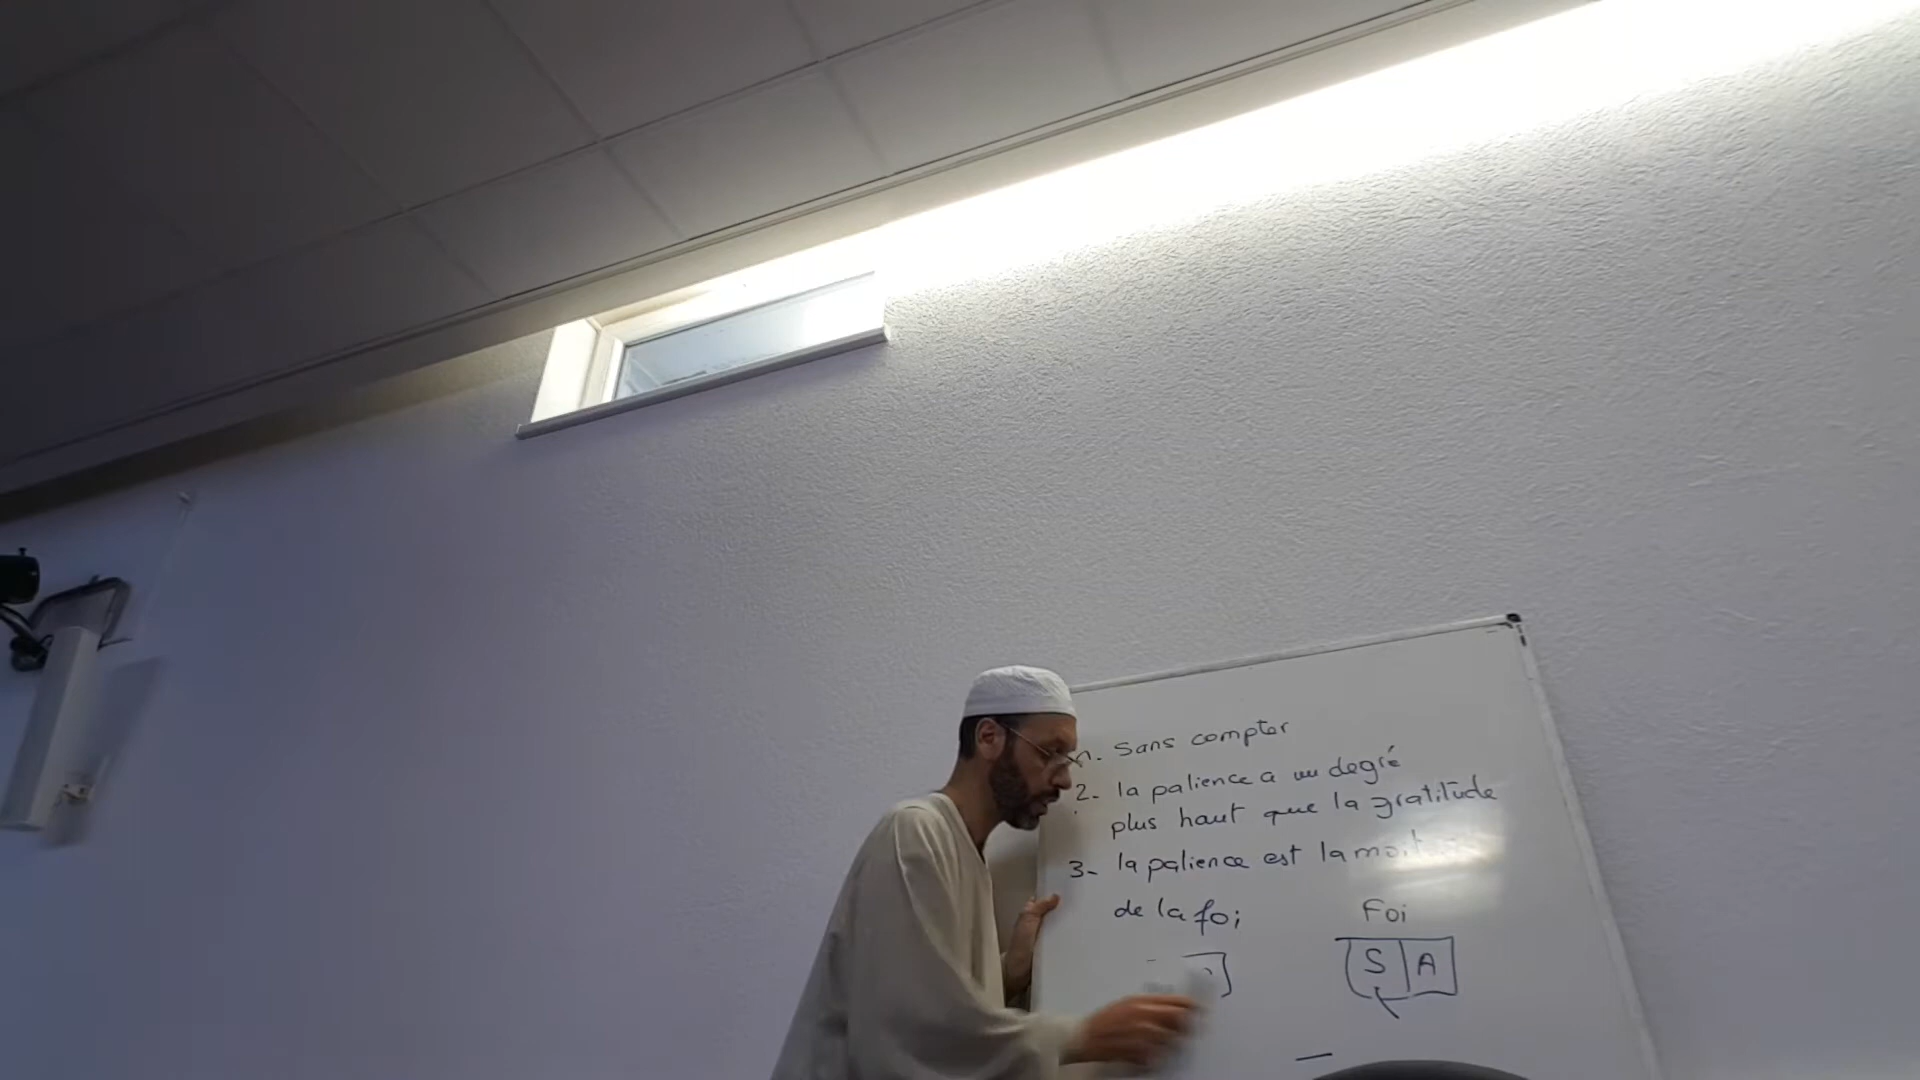 1. Sans compter
2- la patience a un degré
plus haut que la gratitude
3- la patience est la moit
de la foi
Foi
S A